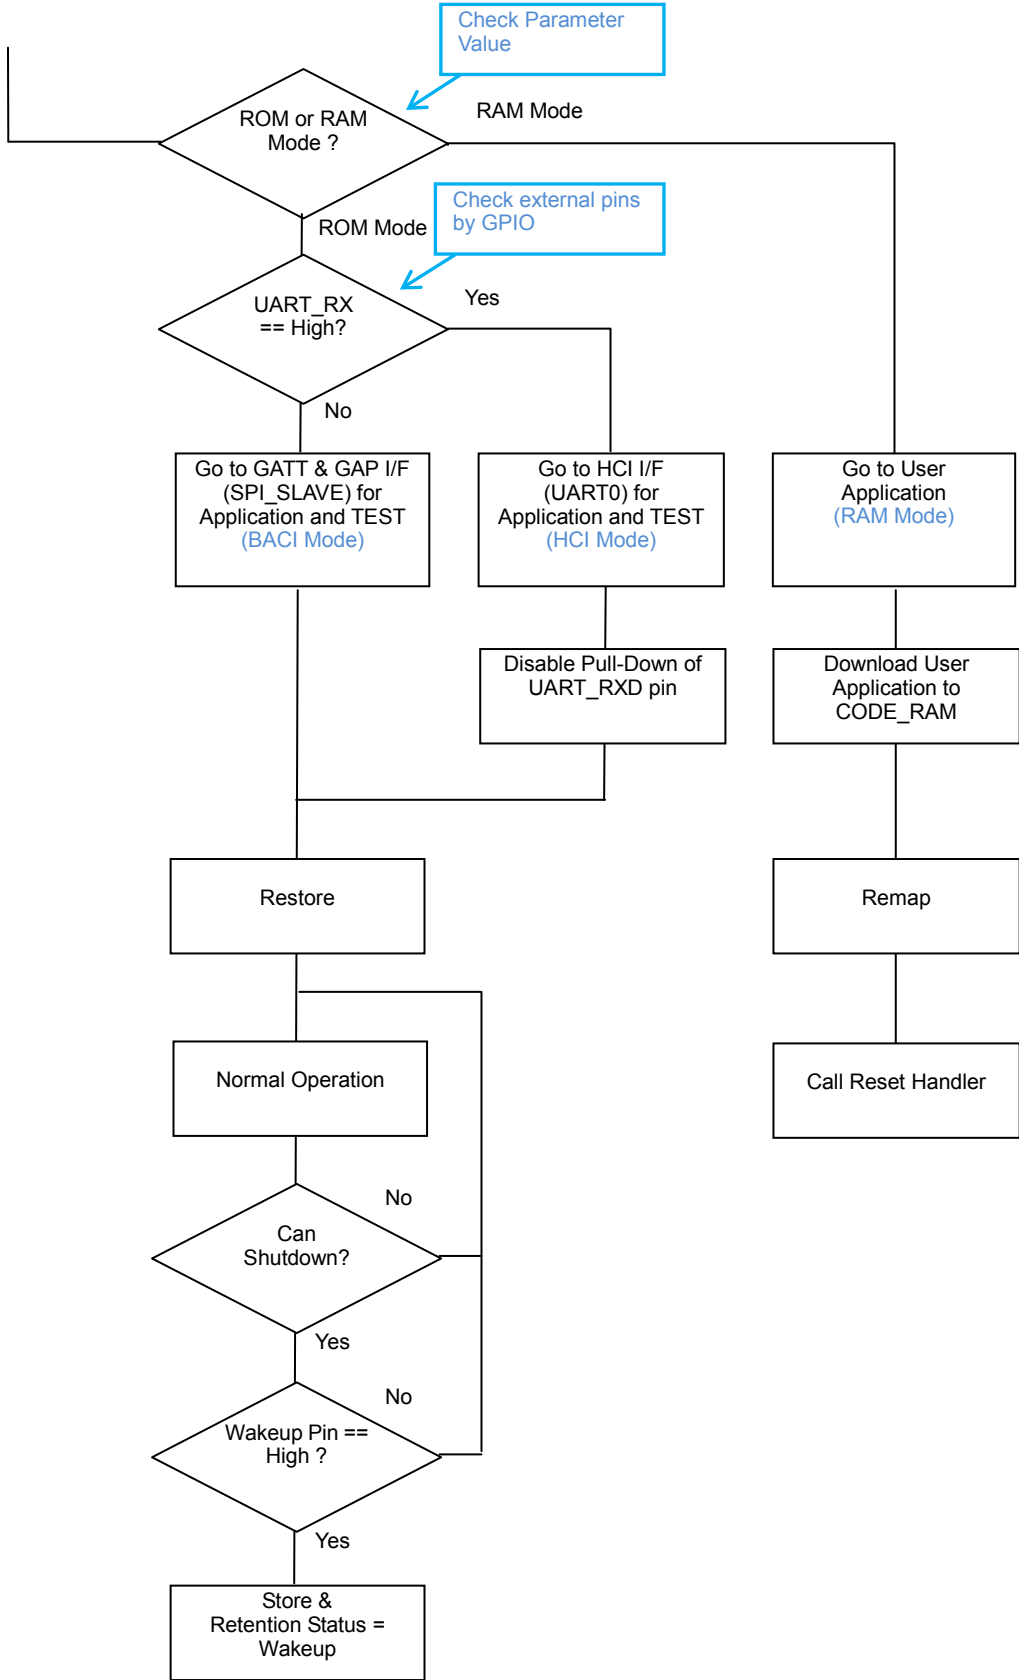 Check Parameter
Value
ROM or RAM
Mode ?
RAM Mode
ROM Mode
Check external pins
by GPIO
UART_RX
== High?
Yes
No
Go to GATT & GAP I/F
(SPI_SLAVE) for
Application and TEST
(BACI Mode)
Go to HCI I/F
(UART0) for
Application and TEST
(HCI Mode)
Go to User
Application
(RAM Mode)
Disable Pull-Down of
UART_RXD pin
Download User
Application to
CODE_RAM
Restore
Remap
Normal Operation
Call Reset Handler
No
Can
Shutdown?
Yes
No
Wakeup Pin ==
High ?
Yes
Store &
Retention Status =
Wakeup